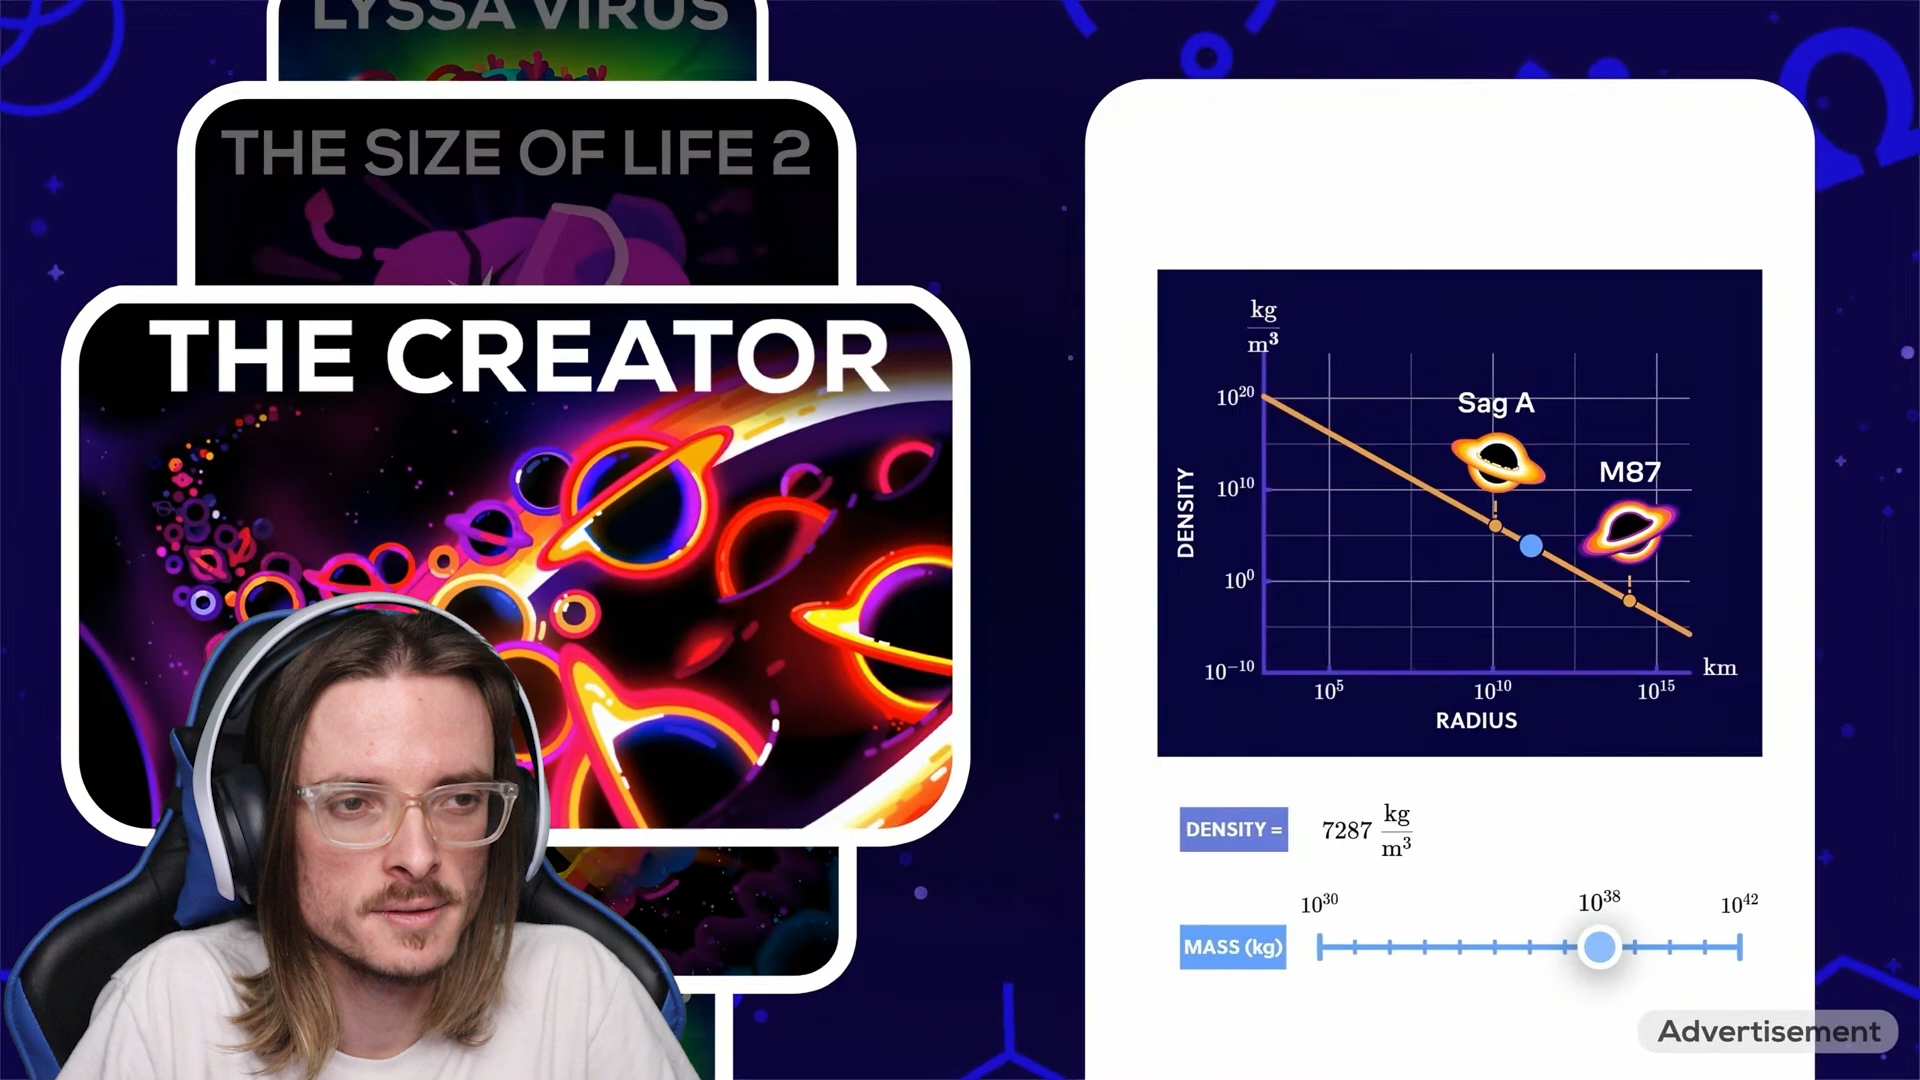 LYSSA VIRUS
THE SIZE OF LIFE 2
THE CREATOR
kg
m³
10²⁰
10¹⁰
10⁰
10⁻¹⁰
DENSITY
Sag A
M87
km
10⁵
10¹⁰
10¹⁵
RADIUS
DENSITY =
7287 kg/m³
10³⁰
10³⁸
10⁴²
MASS (kg)
Advertisement